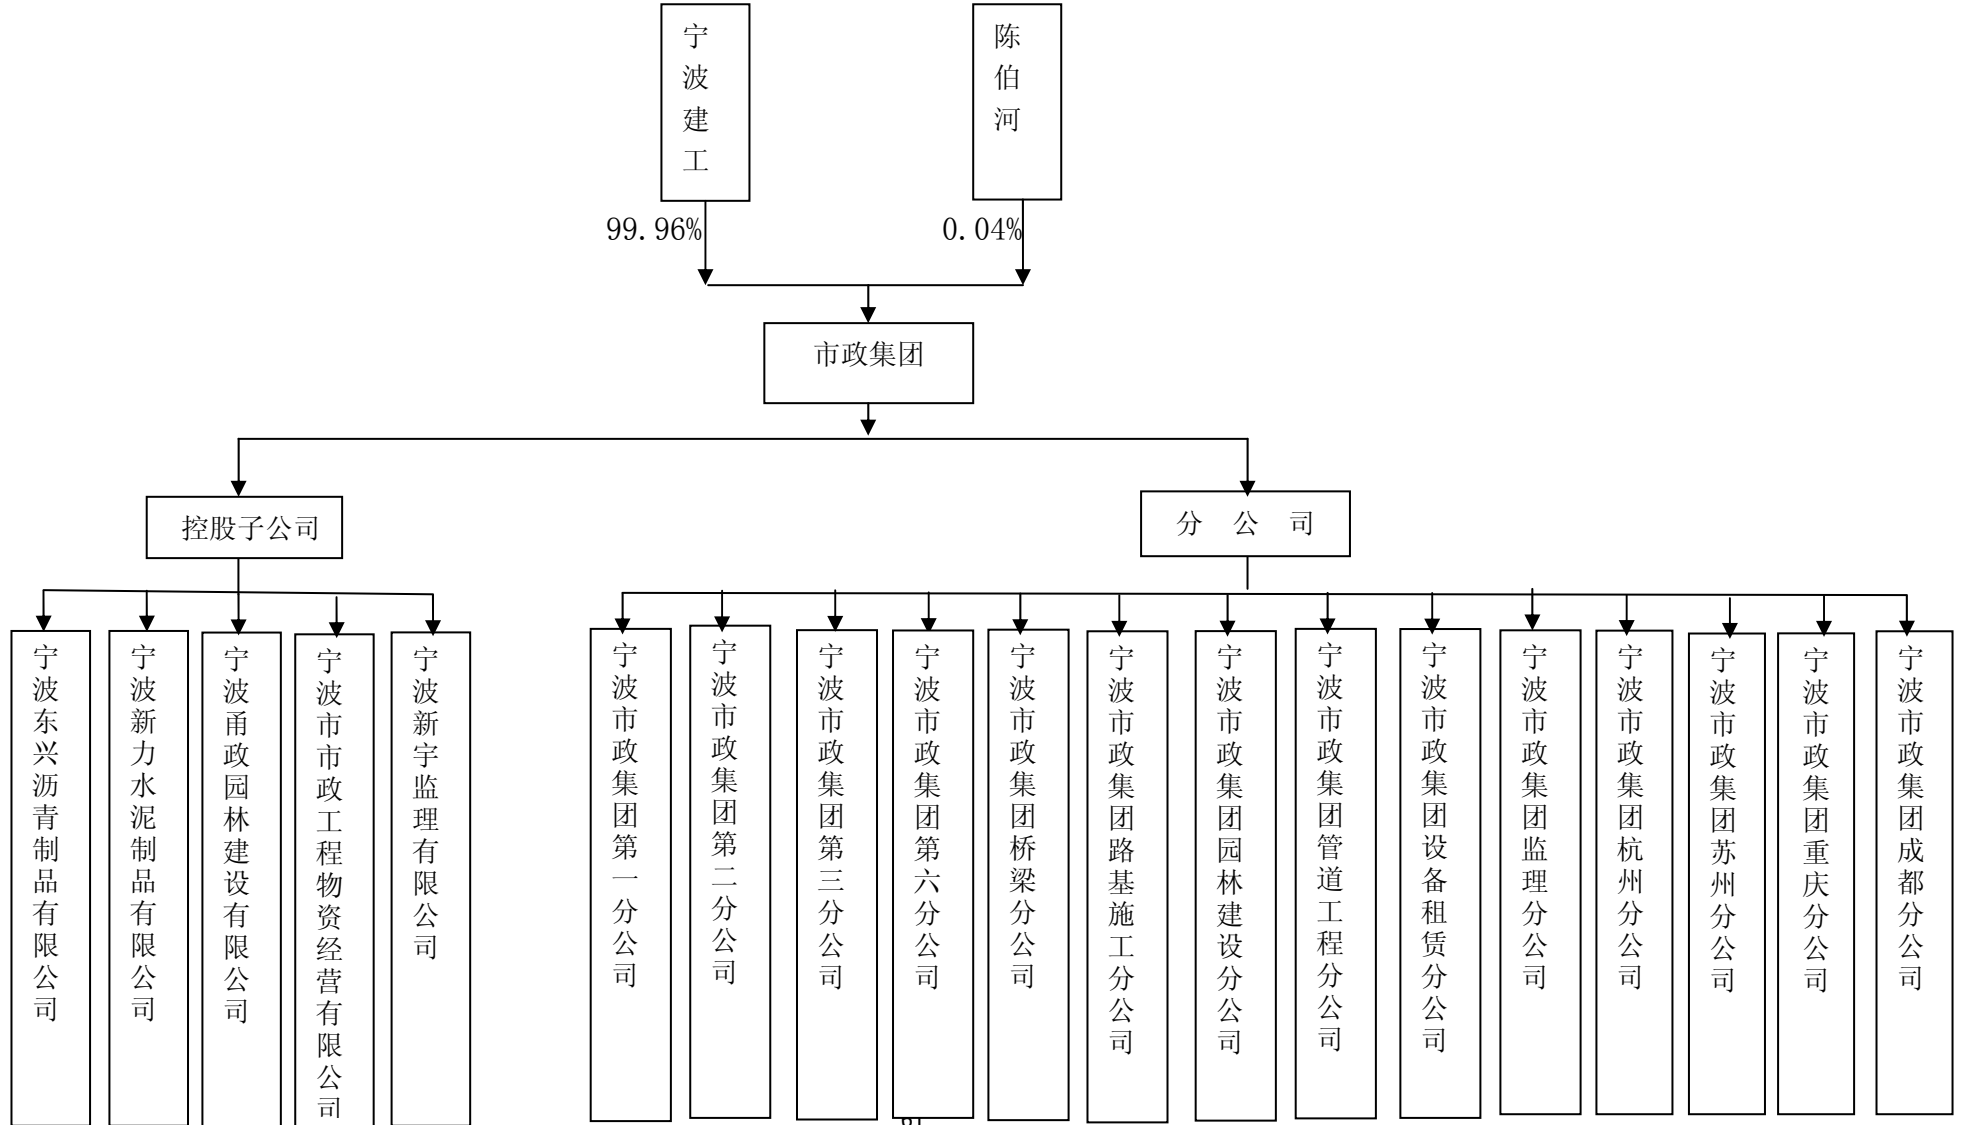 宁波建工
陈伯河
99.96%
0.04%
市政集团
控股子公司
分 公 司
宁波东兴沥青制品有限公司
宁波新力水泥制品有限公司
宁波甬政园林建设有限公司
宁波市市政工程物资经营有限公司
宁波新宇监理有限公司
宁波市政集团第一分公司
宁波市政集团第二分公司
宁波市政集团第三分公司
宁波市政集团第六分公司
宁波市政集团桥梁分公司
宁波市政集团路基施工分公司
宁波市政集团园林建设分公司
宁波市政集团管道工程分公司
宁波市政集团设备租赁分公司
宁波市政集团监理分公司
宁波市政集团杭州分公司
宁波市政集团苏州分公司
宁波市政集团重庆分公司
宁波市政集团成都分公司